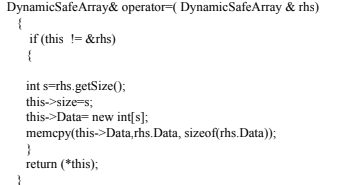 DynamicSafeArray& operator=( DynamicSafeArray & rhs)
{
if (this != &rhs)
{
int s=rhs.getSize();
this->size=s;
this->Data= new int[s];
memcpy(this->Data,rhs.Data, sizeof(rhs.Data));
}
return (*this);
}